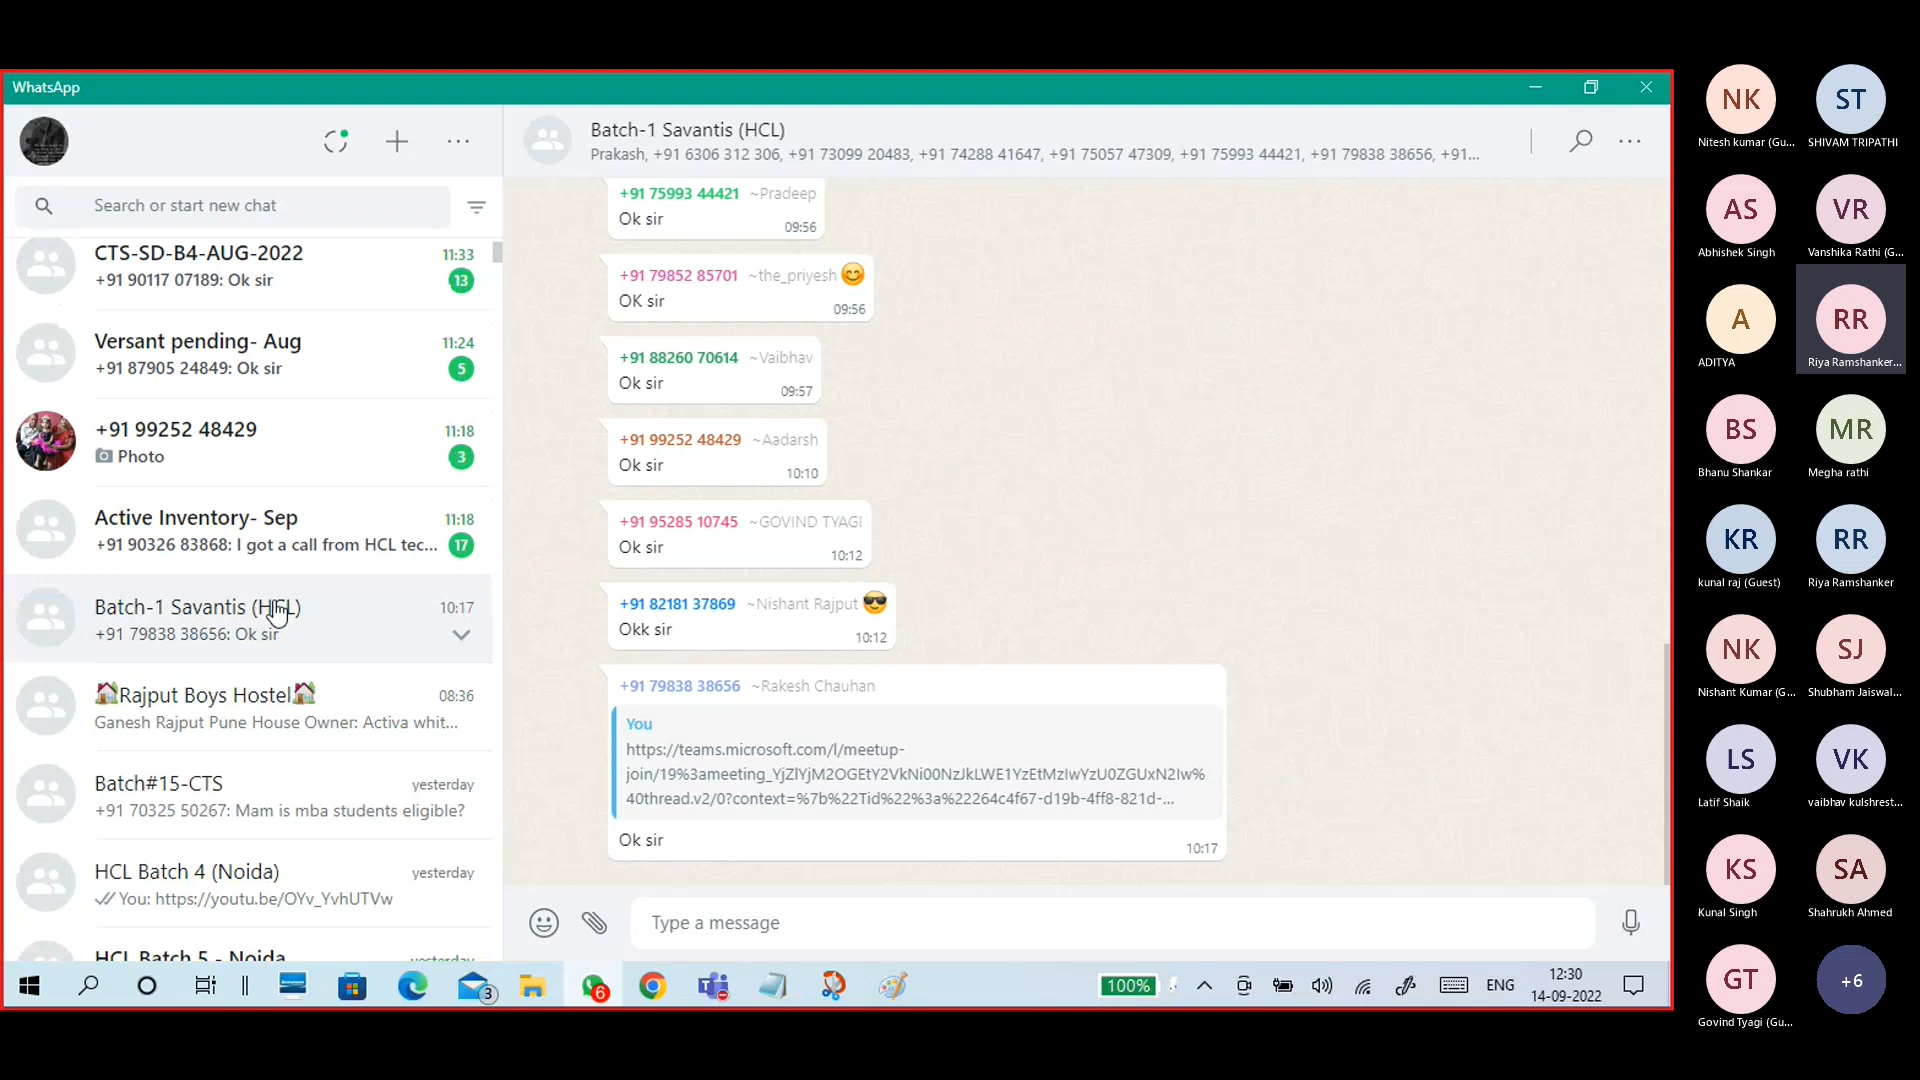 WhatsApp
Search or start new chat
CTS-SD-B4-AUG-2022 11:33
+91 90117 07189: Ok sir 13
Versant pending- Aug 11:24
+91 87905 24849: Ok sir 5
+91 99252 48429 11:18
Photo 3
Active Inventory- Sep 11:18
+91 90326 83868: I got a call from HCL tec... 17
Batch-1 Savantis (HCL) 10:17
+91 79838 38656: Ok sir
Rajput Boys Hostel 08:36
Ganesh Rajput Pune House Owner: Activa whit...
Batch#15-CTS yesterday
+91 70325 50267: Mam is mba students eligible?
HCL Batch 4 (Noida) yesterday
You: https://youtu.be/OYv_YvhUTVw
HCL Batch 5 - Noida yesterday
Batch-1 Savantis (HCL)
Prakash, +91 6306 312 306, +91 73099 20483, +91 74288 41647, +91 75057 47309, +91 75993 44421, +91 79838 38656, +91...
+91 75993 44421 ~Pradeep
Ok sir
09:56
+91 79852 85701 ~the_priyesh
OK sir
09:56
+91 88260 70614 ~Vaibhav
Ok sir
09:57
+91 99252 48429 ~Aadarsh
Ok sir
10:10
+91 95285 10745 ~GOVIND TYAGI
Ok sir
10:12
+91 82181 37869 ~Nishant Rajput
Okk sir
10:12
+91 79838 38656 ~Rakesh Chauhan
You
https://teams.microsoft.com/l/meetup-
join/19%3ameeting_YjZlYjM2OGEtY2VkNi00NzJkLWE1YzEtMzIwYzU0ZGUxN2Iw%
40thread.v2/0?context=%7b%22Tid%22%3a%22264c4f67-d19b-4ff8-821d-...
Ok sir
10:17
Type a message
3
6
100%
ENG
12:30
14-09-2022
NK ST
Nitesh kumar (Gu... SHIVAM TRIPATHI
AS VR
Abhishek Singh Vanshika Rathi (G...
A RR
ADITYA Riya Ramshanker...
BS MR
Bhanu Shankar Megha rathi
KR RR
kunal raj (Guest) Riya Ramshanker
NK SJ
Nishant Kumar (G... Shubham Jaiswal...
LS VK
Latif Shaik vaibhav kulshrest...
KS SA
Kunal Singh Shahrukh Ahmed
GT +6
Govind Tyagi (Gu...